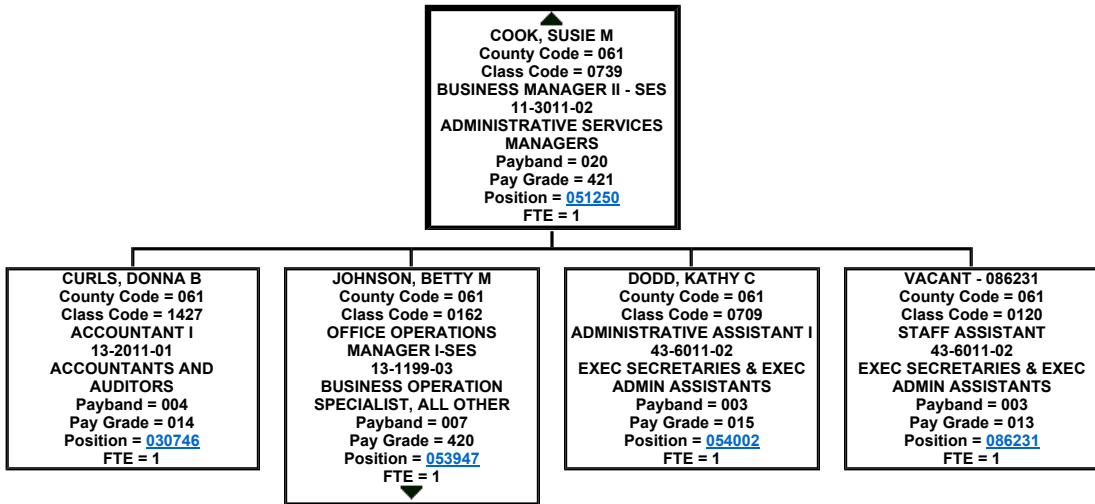 COOK, SUSIE M
County Code = 061
Class Code = 0739
BUSINESS MANAGER II - SES
11-3011-02
ADMINISTRATIVE SERVICES
MANAGERS
Payband = 020
Pay Grade = 421
Position = 051250
FTE = 1
CURLS, DONNA B
County Code = 061
Class Code = 1427
ACCOUNTANT I
13-2011-01
ACCOUNTANTS AND
AUDITORS
Payband = 004
Pay Grade = 014
Position = 030746
FTE = 1
JOHNSON, BETTY M
County Code = 061
Class Code = 0162
OFFICE OPERATIONS
MANAGER I-SES
13-1199-03
BUSINESS OPERATION
SPECIALIST, ALL OTHER
Payband = 007
Pay Grade = 420
Position = 053947
FTE = 1
DODD, KATHY C
County Code = 061
Class Code = 0709
ADMINISTRATIVE ASSISTANT I
43-6011-02
EXEC SECRETARIES & EXEC
ADMIN ASSISTANTS
Payband = 003
Pay Grade = 015
Position = 054002
FTE = 1
VACANT - 086231
County Code = 061
Class Code = 0120
STAFF ASSISTANT
43-6011-02
EXEC SECRETARIES & EXEC
ADMIN ASSISTANTS
Payband = 003
Pay Grade = 013
Position = 086231
FTE = 1